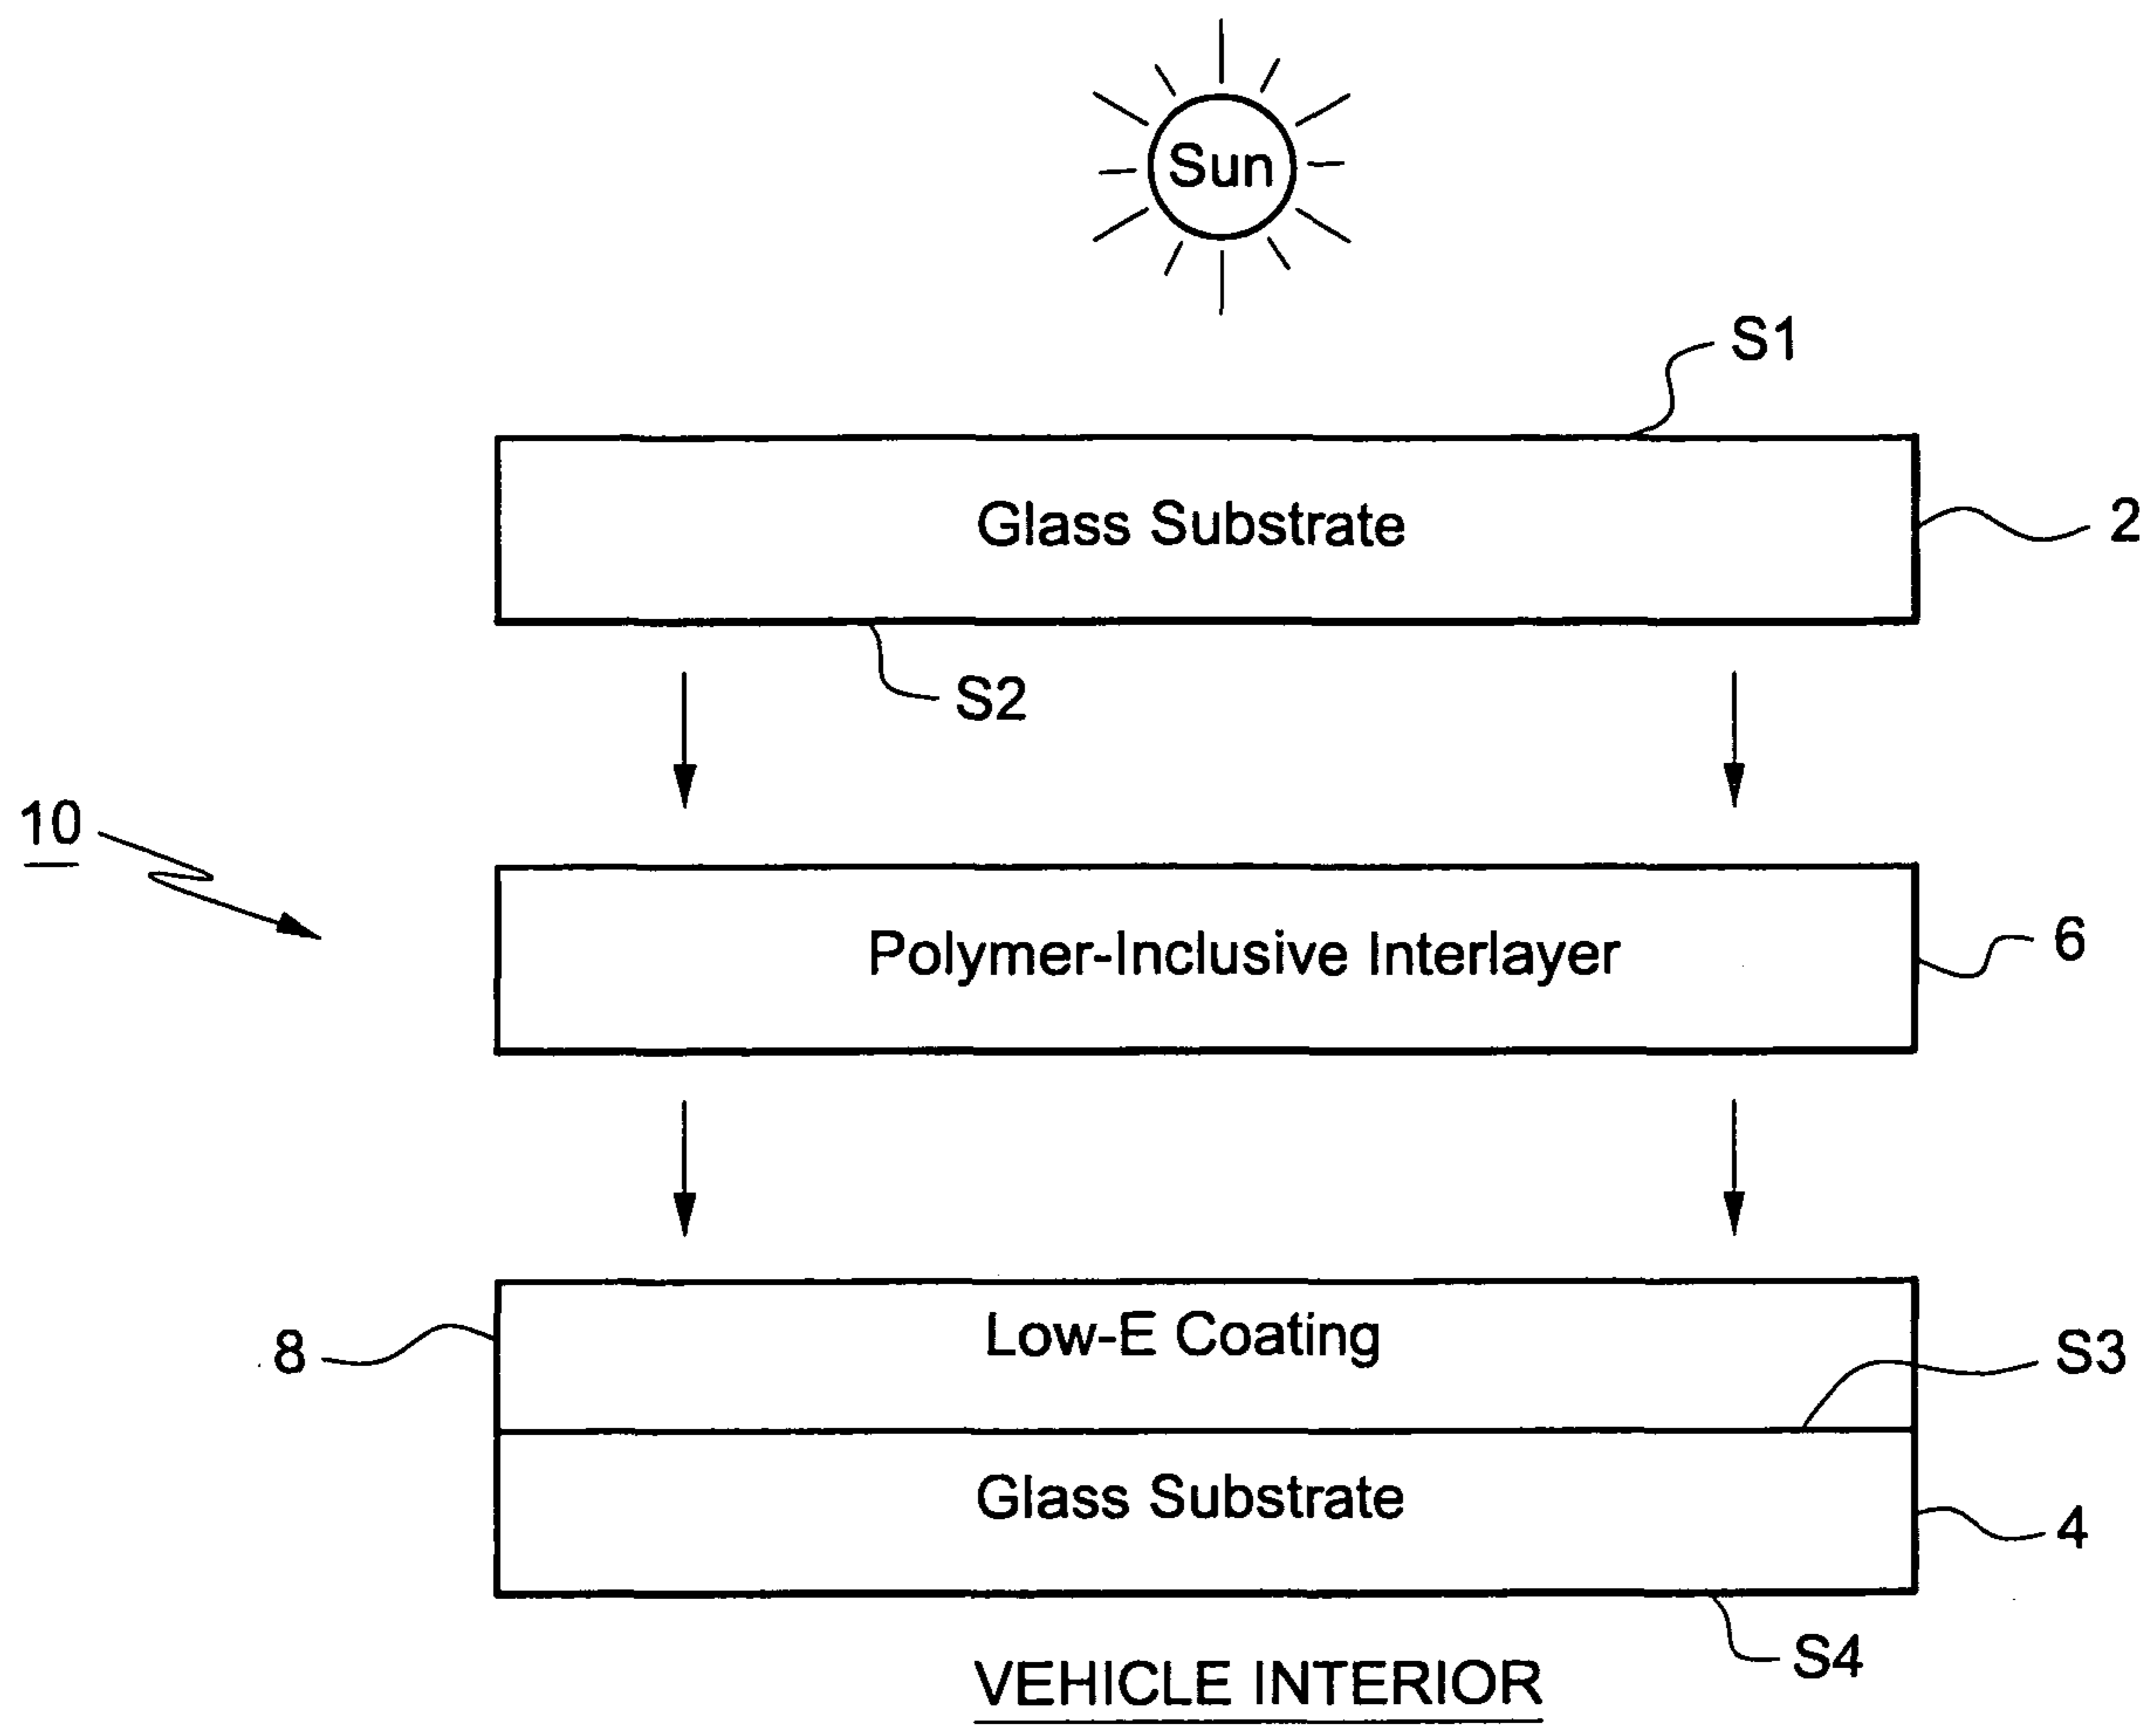 Sun
S1
Glass Substrate
2
S2
10
Polymer-Inclusive Interlayer
6
Low-E Coating
8
S3
Glass Substrate
4
S4
VEHICLE INTERIOR